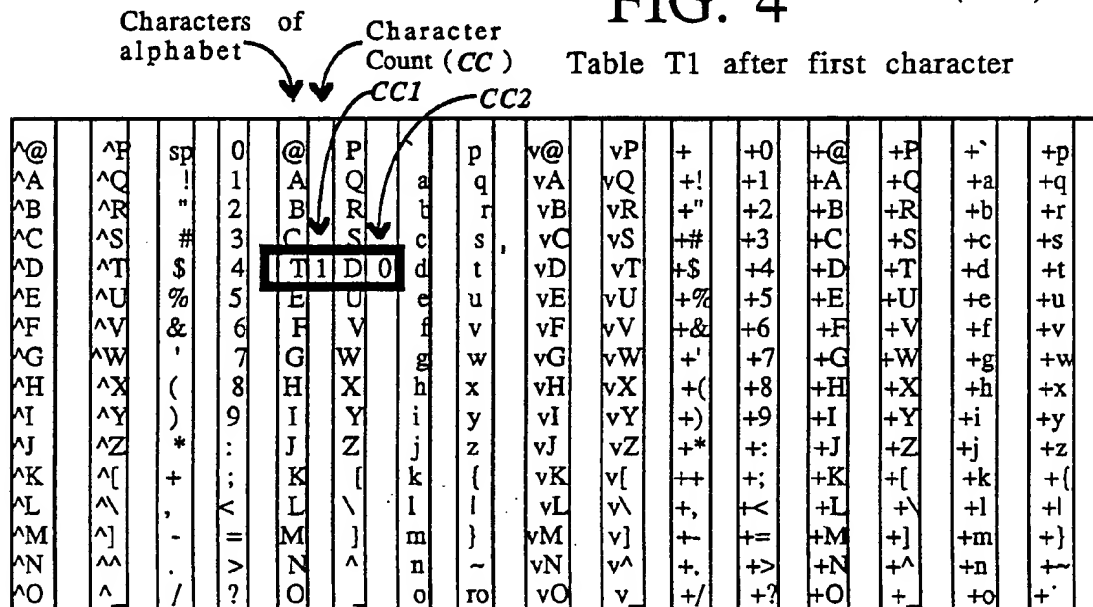 FIG. 4
Characters of alphabet
Character Count (CC)
Table T1 after first character
CC1
CC2
^@ ^P sp 0 @ P ` p v@ vP + +0 +@ +P +` +p
^A ^Q ! 1 A Q a q vA vQ +! +1 +A +Q +a +q
^B ^R " 2 B R b r vB vR +" +2 +B +R +b +r
^C ^S # 3 C S c s vC vS +# +3 +C +S +c +s
^D ^T $ 4 T 1 D 0 d t vD vT +$ +4 +D +T +d +t
^E ^U % 5 E U e u vE vU +% +5 +E +U +e +u
^F ^V & 6 F V f v vF vV +& +6 +F +V +f +v
^G ^W ' 7 G W g w vG vW +' +7 +G +W +g +w
^H ^X ( 8 H X h x vH vX +( +8 +H +X +h +x
^I ^Y ) 9 I Y i y vI vY +) +9 +I +Y +i +y
^J ^Z * : J Z j z vJ vZ +* +: +J +Z +j +z
^K ^[ + ; K [ k { vK v[ ++ +; +K +[ +k +{
^L ^\ , < L \ l | vL v\ +, +< +L +\ +l +|
^M ^] - = M ] m } vM v] +- += +M +] +m +}
^N ^^ . > N ^ n ~ vN v^ +. +> +N +^ +n +~
^O ^_ / ? O _ o ro vO v_ +/ +? +O +_ +o +`